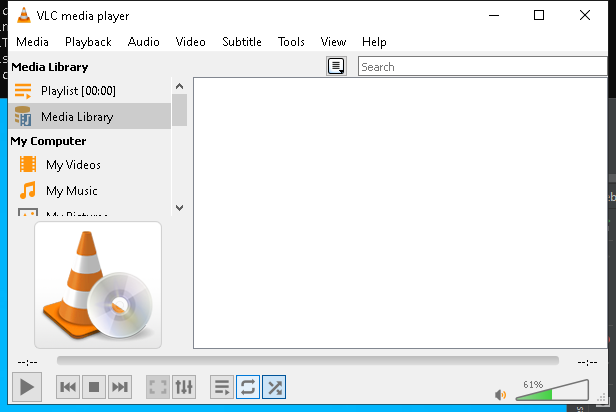 VLC media player
Media Playback Audio Video Subtitle Tools View Help
Media Library
Search
Playlist [00:00]
Media Library
My Computer
My Videos
My Music
My Pictures
--:-- --:--
61%